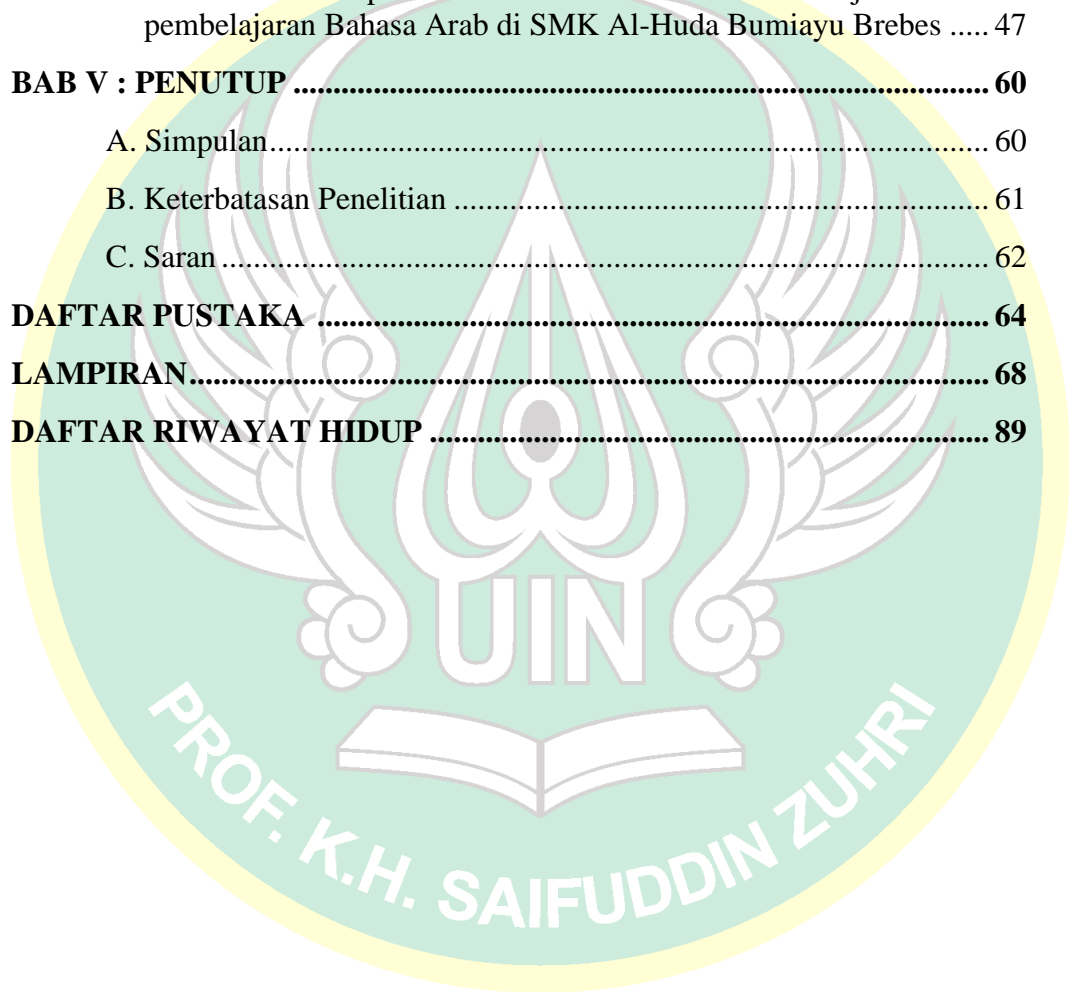 pembelajaran Bahasa Arab di SMK Al-Huda Bumiayu Brebes ..... 47
BAB V : PENUTUP ........................................................................................ 60
A. Simpulan........................................................................................... 60
B. Keterbatasan Penelitian .................................................................... 61
C. Saran ................................................................................................. 62
DAFTAR PUSTAKA ..................................................................................... 64
LAMPIRAN..................................................................................................... 68
DAFTAR RIWAYAT HIDUP ....................................................................... 89
UIN
PROF. K.H. SAIFUDDIN ZUHRI